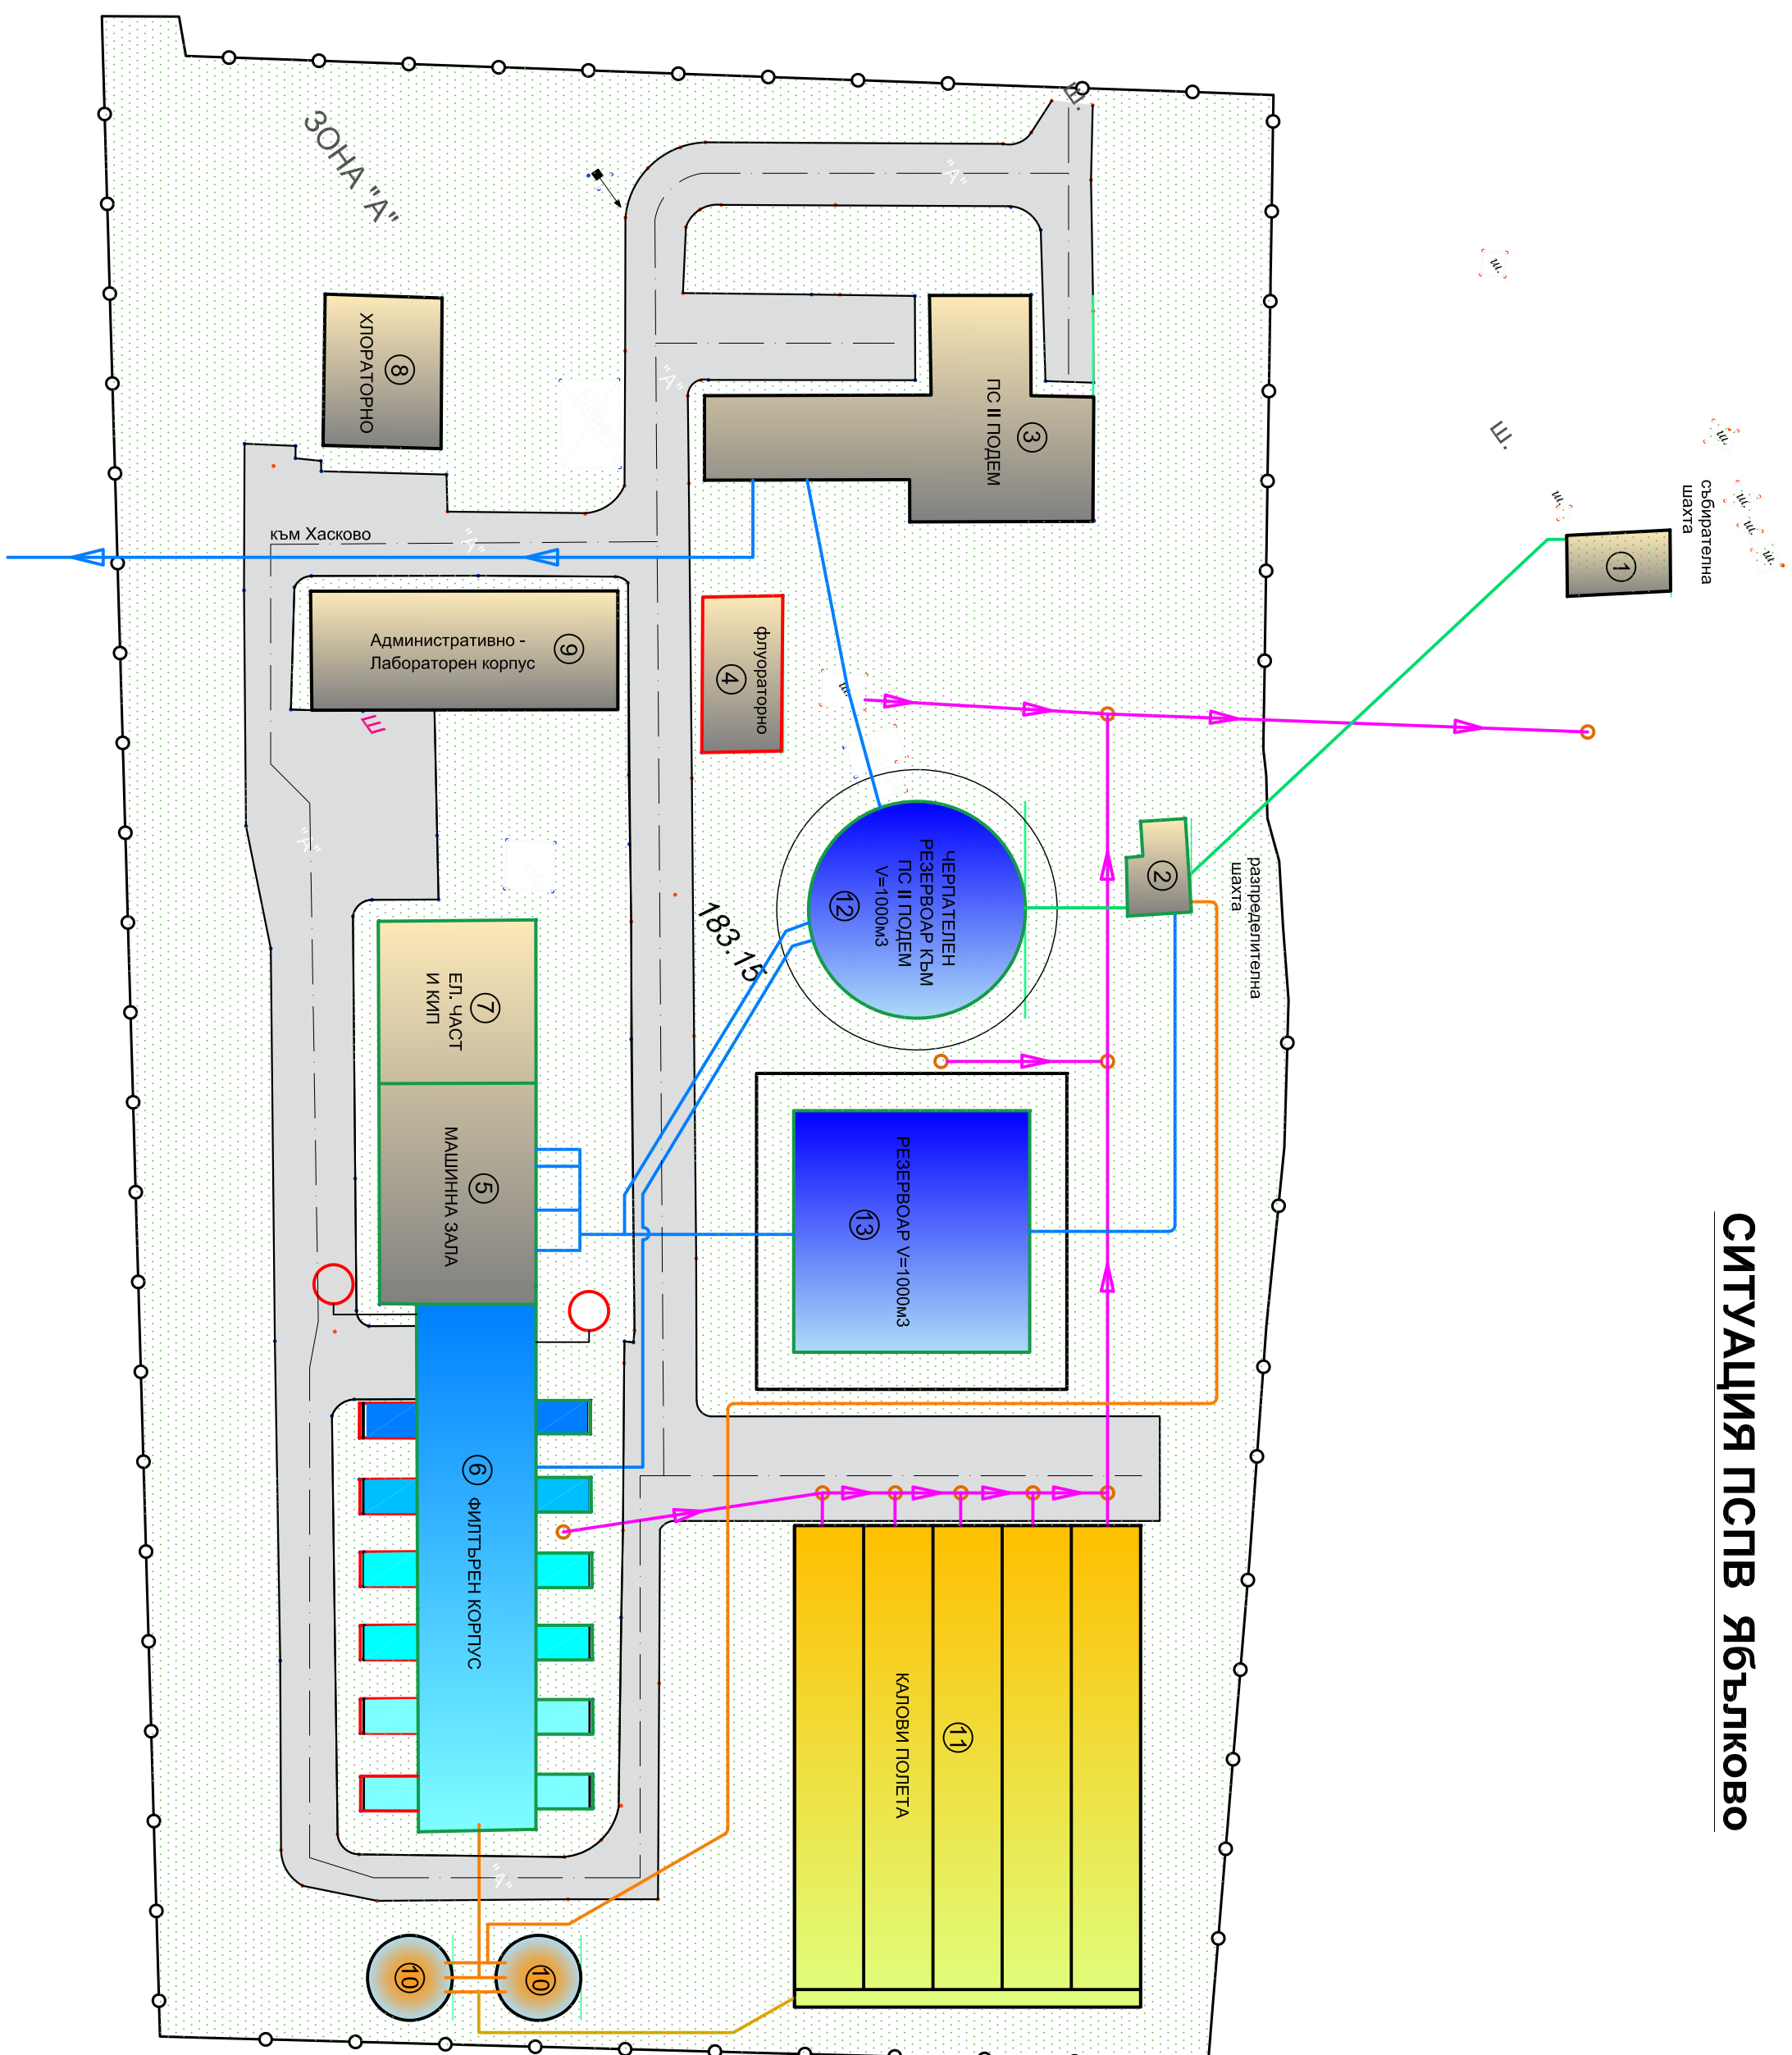 СИТУАЦИЯ ПСПВ Ябълково
ЗОНА "А"
Ш.
"А"
ш.
Ш.
ш.
ш.
ш.
ш.
ш.
събирателна
шахта
1
8
ХЛОРАТОРНО
3
ПС II ПОДЕМ
"А"
към Хасково
"А"
9
Административно -
Лабораторен корпус
Ш
флуораторно
4
ш.
2
разпределителна
шахта
ЧЕРПАТЕЛЕН
РЕЗЕРВОАР КЪМ
ПС II ПОДЕМ
V=1000м3
12
183.15
"А"
7
ЕЛ. ЧАСТ
И КИП
5
МАШИННА ЗАЛА
РЕЗЕРВОАР V=1000м3
13
6 ФИЛТЪРЕН КОРПУС
11
КАЛОВИ ПОЛЕТА
"А"
10
10